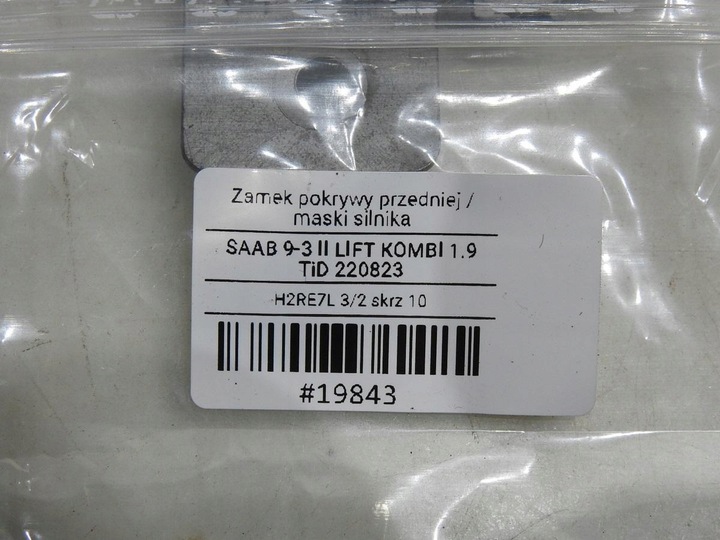 Zamek pokrywy przedniej /
maski silnika
SAAB 9-3 II LIFT KOMBI 1.9
TiD 220823
H2RE7L 3/2 skrz 10
#19843